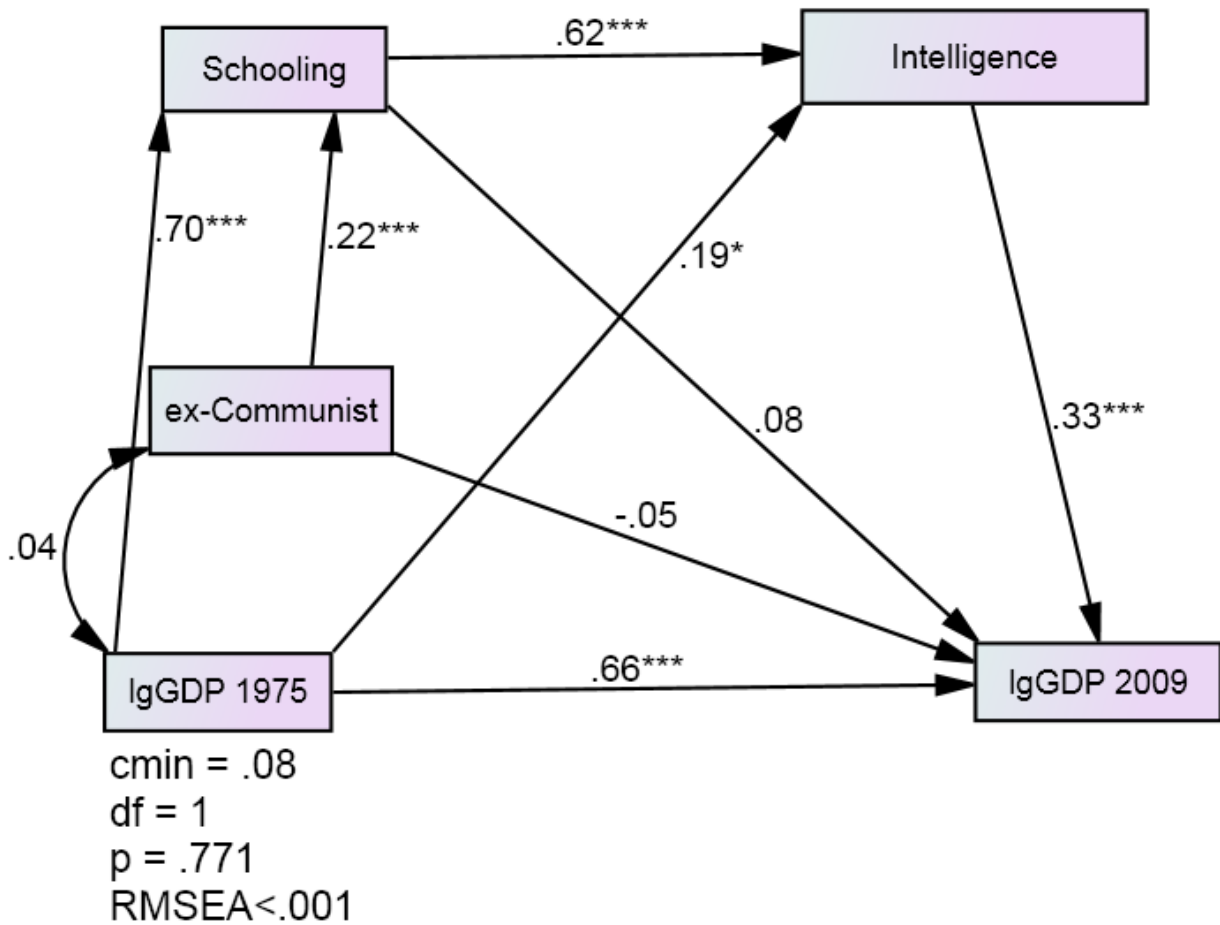 .62***
Schooling
Intelligence
.70***
.22***
.19*
ex-Communist
.08
.33***
-.05
.04
.66***
lgGDP 1975
lgGDP 2009
cmin = .08
df = 1
p = .771
RMSEA<.001